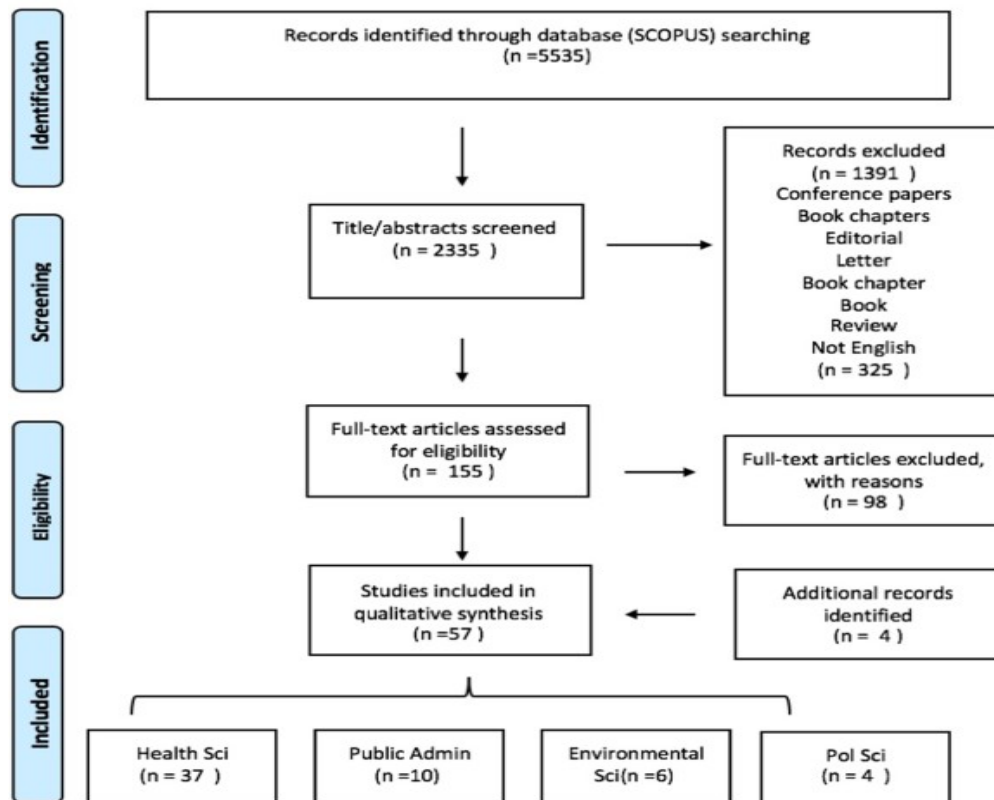 Identification
Records identified through database (SCOPUS) searching
(n =5535)
Records excluded
(n = 1391 )
Conference papers
Book chapters
Editorial
Letter
Book chapter
Book
Review
Not English
(n = 325 )
Screening
Title/abstracts screened
(n = 2335 )
Eligibility
Full-text articles assessed
for eligibility
(n = 155 )
Full-text articles excluded,
with reasons
(n = 98 )
Studies included in
qualitative synthesis
(n =57 )
Additional records
identified
(n = 4 )
Included
Health Sci
(n = 37 )
Public Admin
(n =10)
Environmental
Sci(n =6)
Pol Sci
(n = 4 )